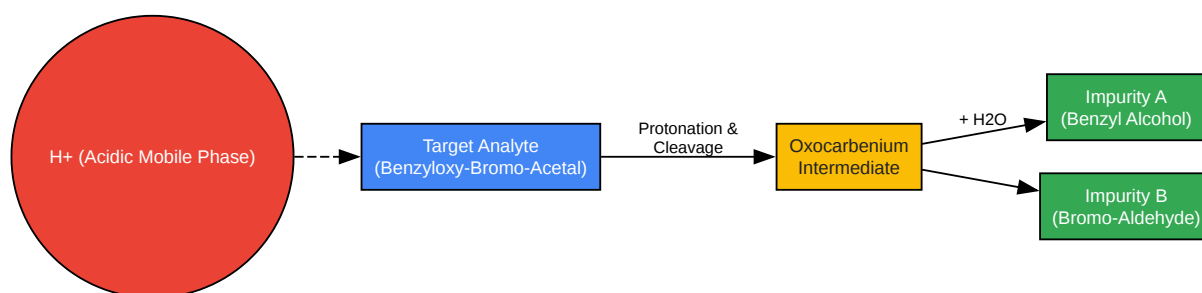 H+ (Acidic Mobile Phase)
Target Analyte
(Benzyloxy-Bromo-Acetal)
Protonation &
Cleavage
Oxocarbenium
Intermediate
+ H2O
Impurity A
(Benzyl Alcohol)
Impurity B
(Bromo-Aldehyde)